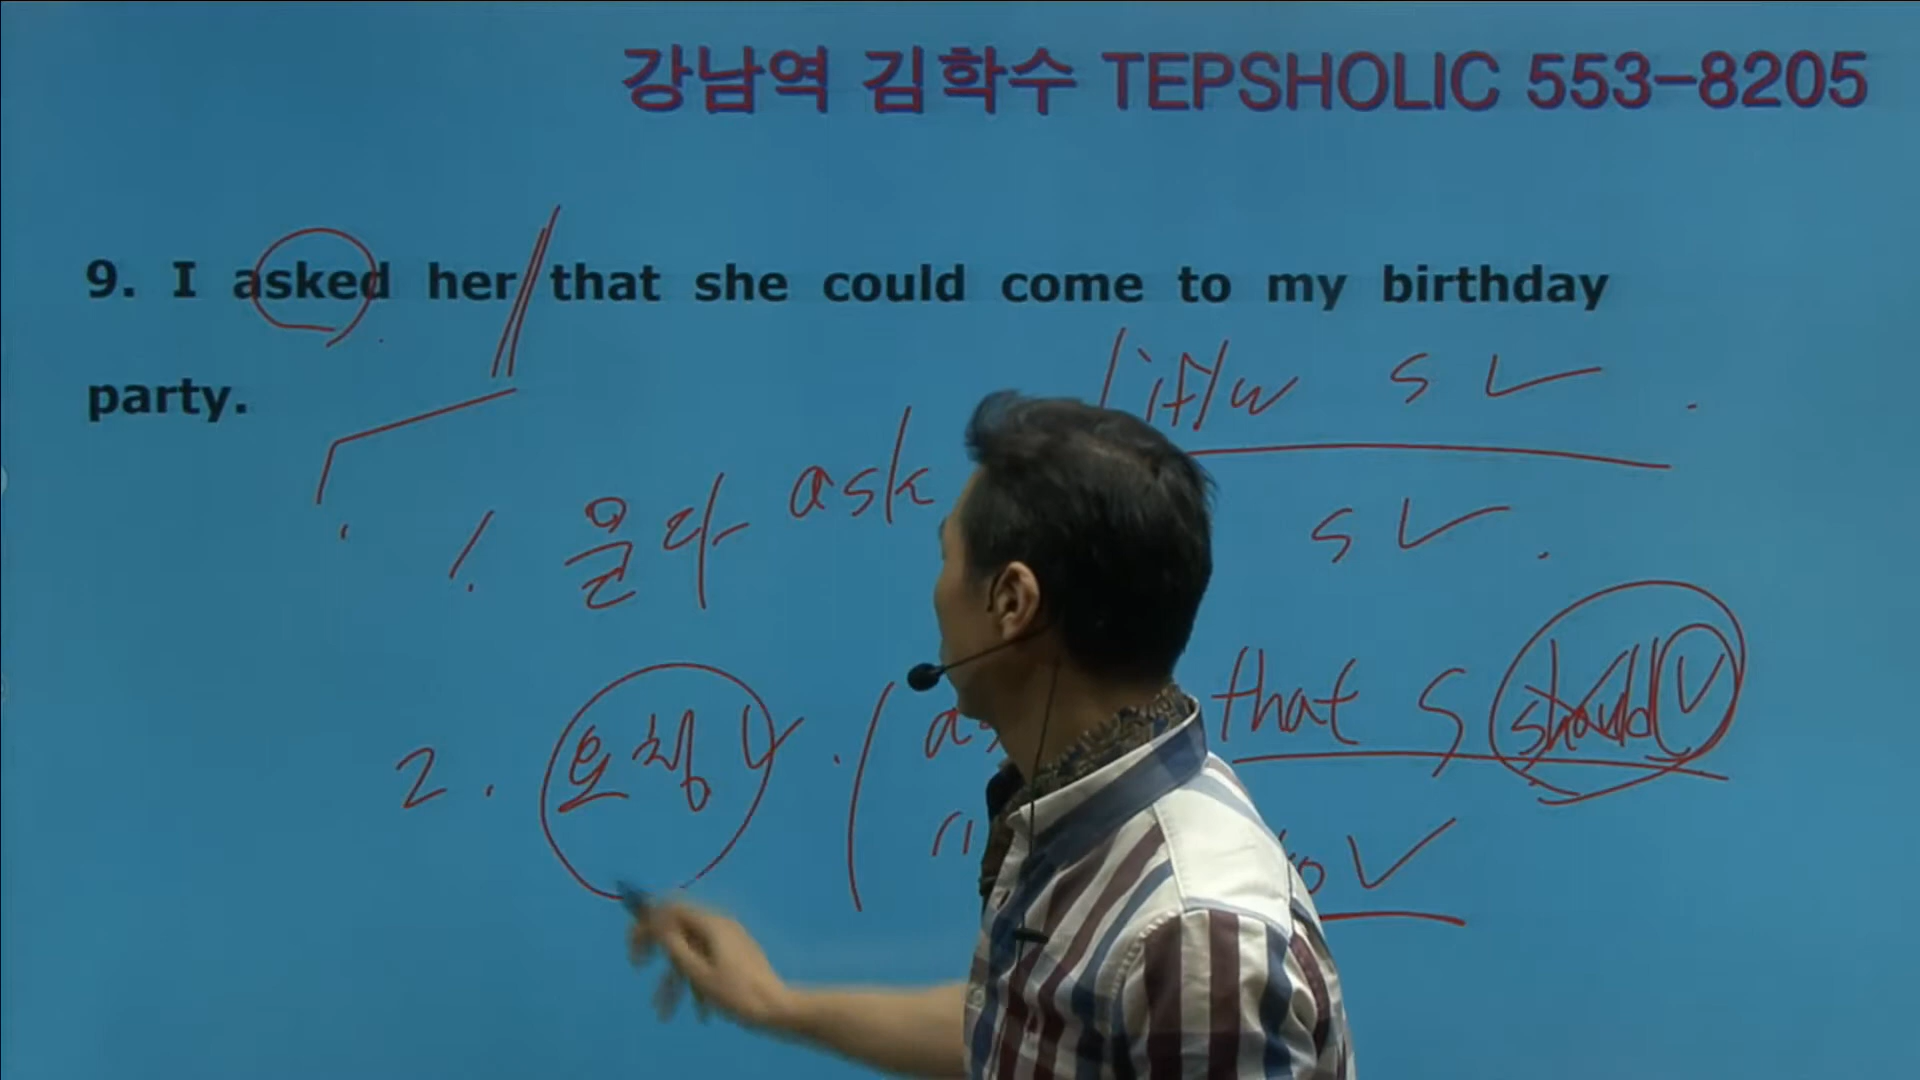 강남역 김학수 TEPSHOLIC 553-8205
9. I asked her that she could come to my birthday
party.
if/w S V
1. 묻다 ask
S V
2. 요청 V. that S should V
V